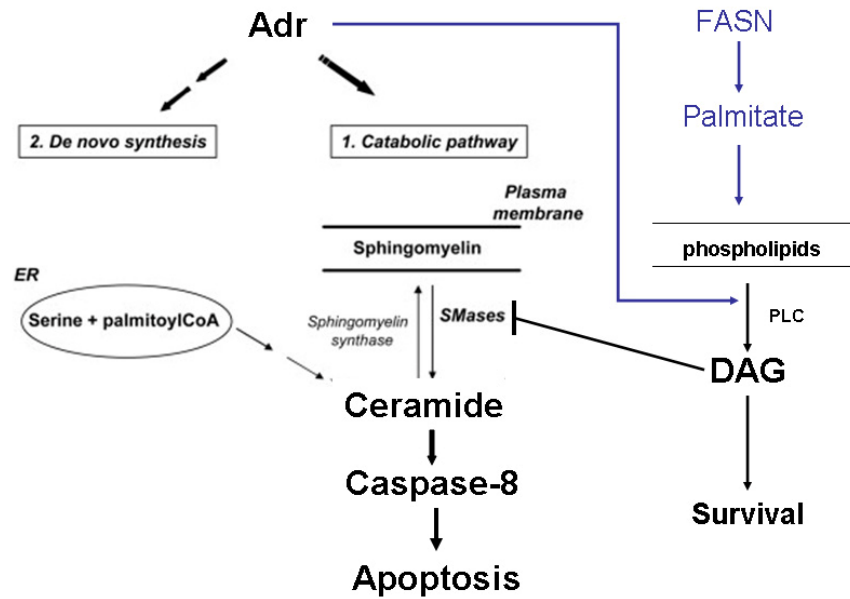 Adr
FASN
Palmitate
2. De novo synthesis
1. Catabolic pathway
Plasma
membrane
Sphingomyelin
phospholipids
ER
Serine + palmitoylCoA
Sphingomyelin
synthase
SMases
PLC
DAG
Ceramide
Caspase-8
Survival
Apoptosis